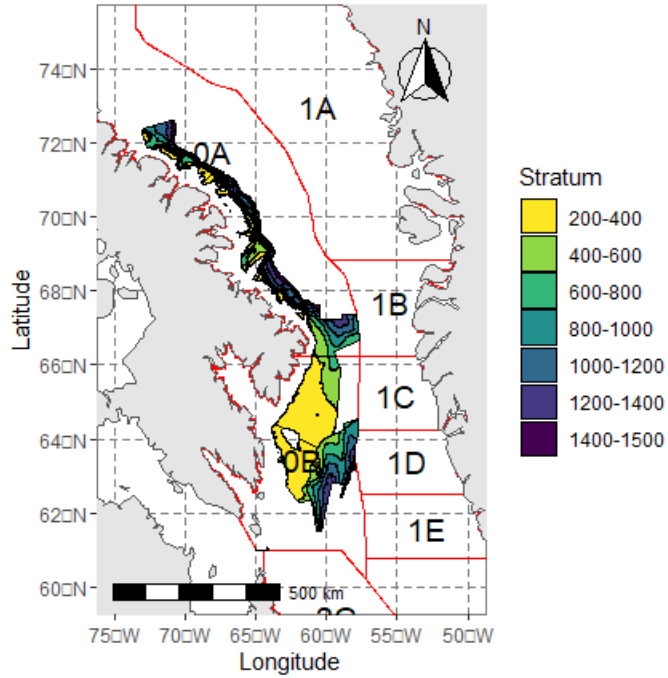 N
74□N
72□N
70□N
68□N
66□N
64□N
62□N
60□N
1A
0A
1B
1C
0B
1D
1E
500 km
75□W 70□W 65□W 60□W 55□W 50□W
Longitude
Latitude
Stratum
200-400
400-600
600-800
800-1000
1000-1200
1200-1400
1400-1500